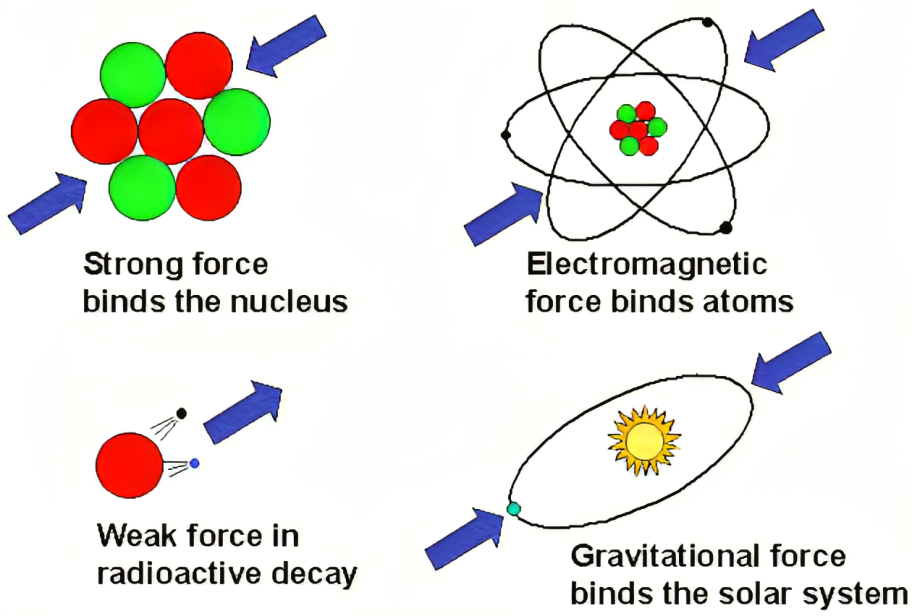 Strong force
binds the nucleus
Electromagnetic
force binds atoms
Weak force in
radioactive decay
Gravitational force
binds the solar system